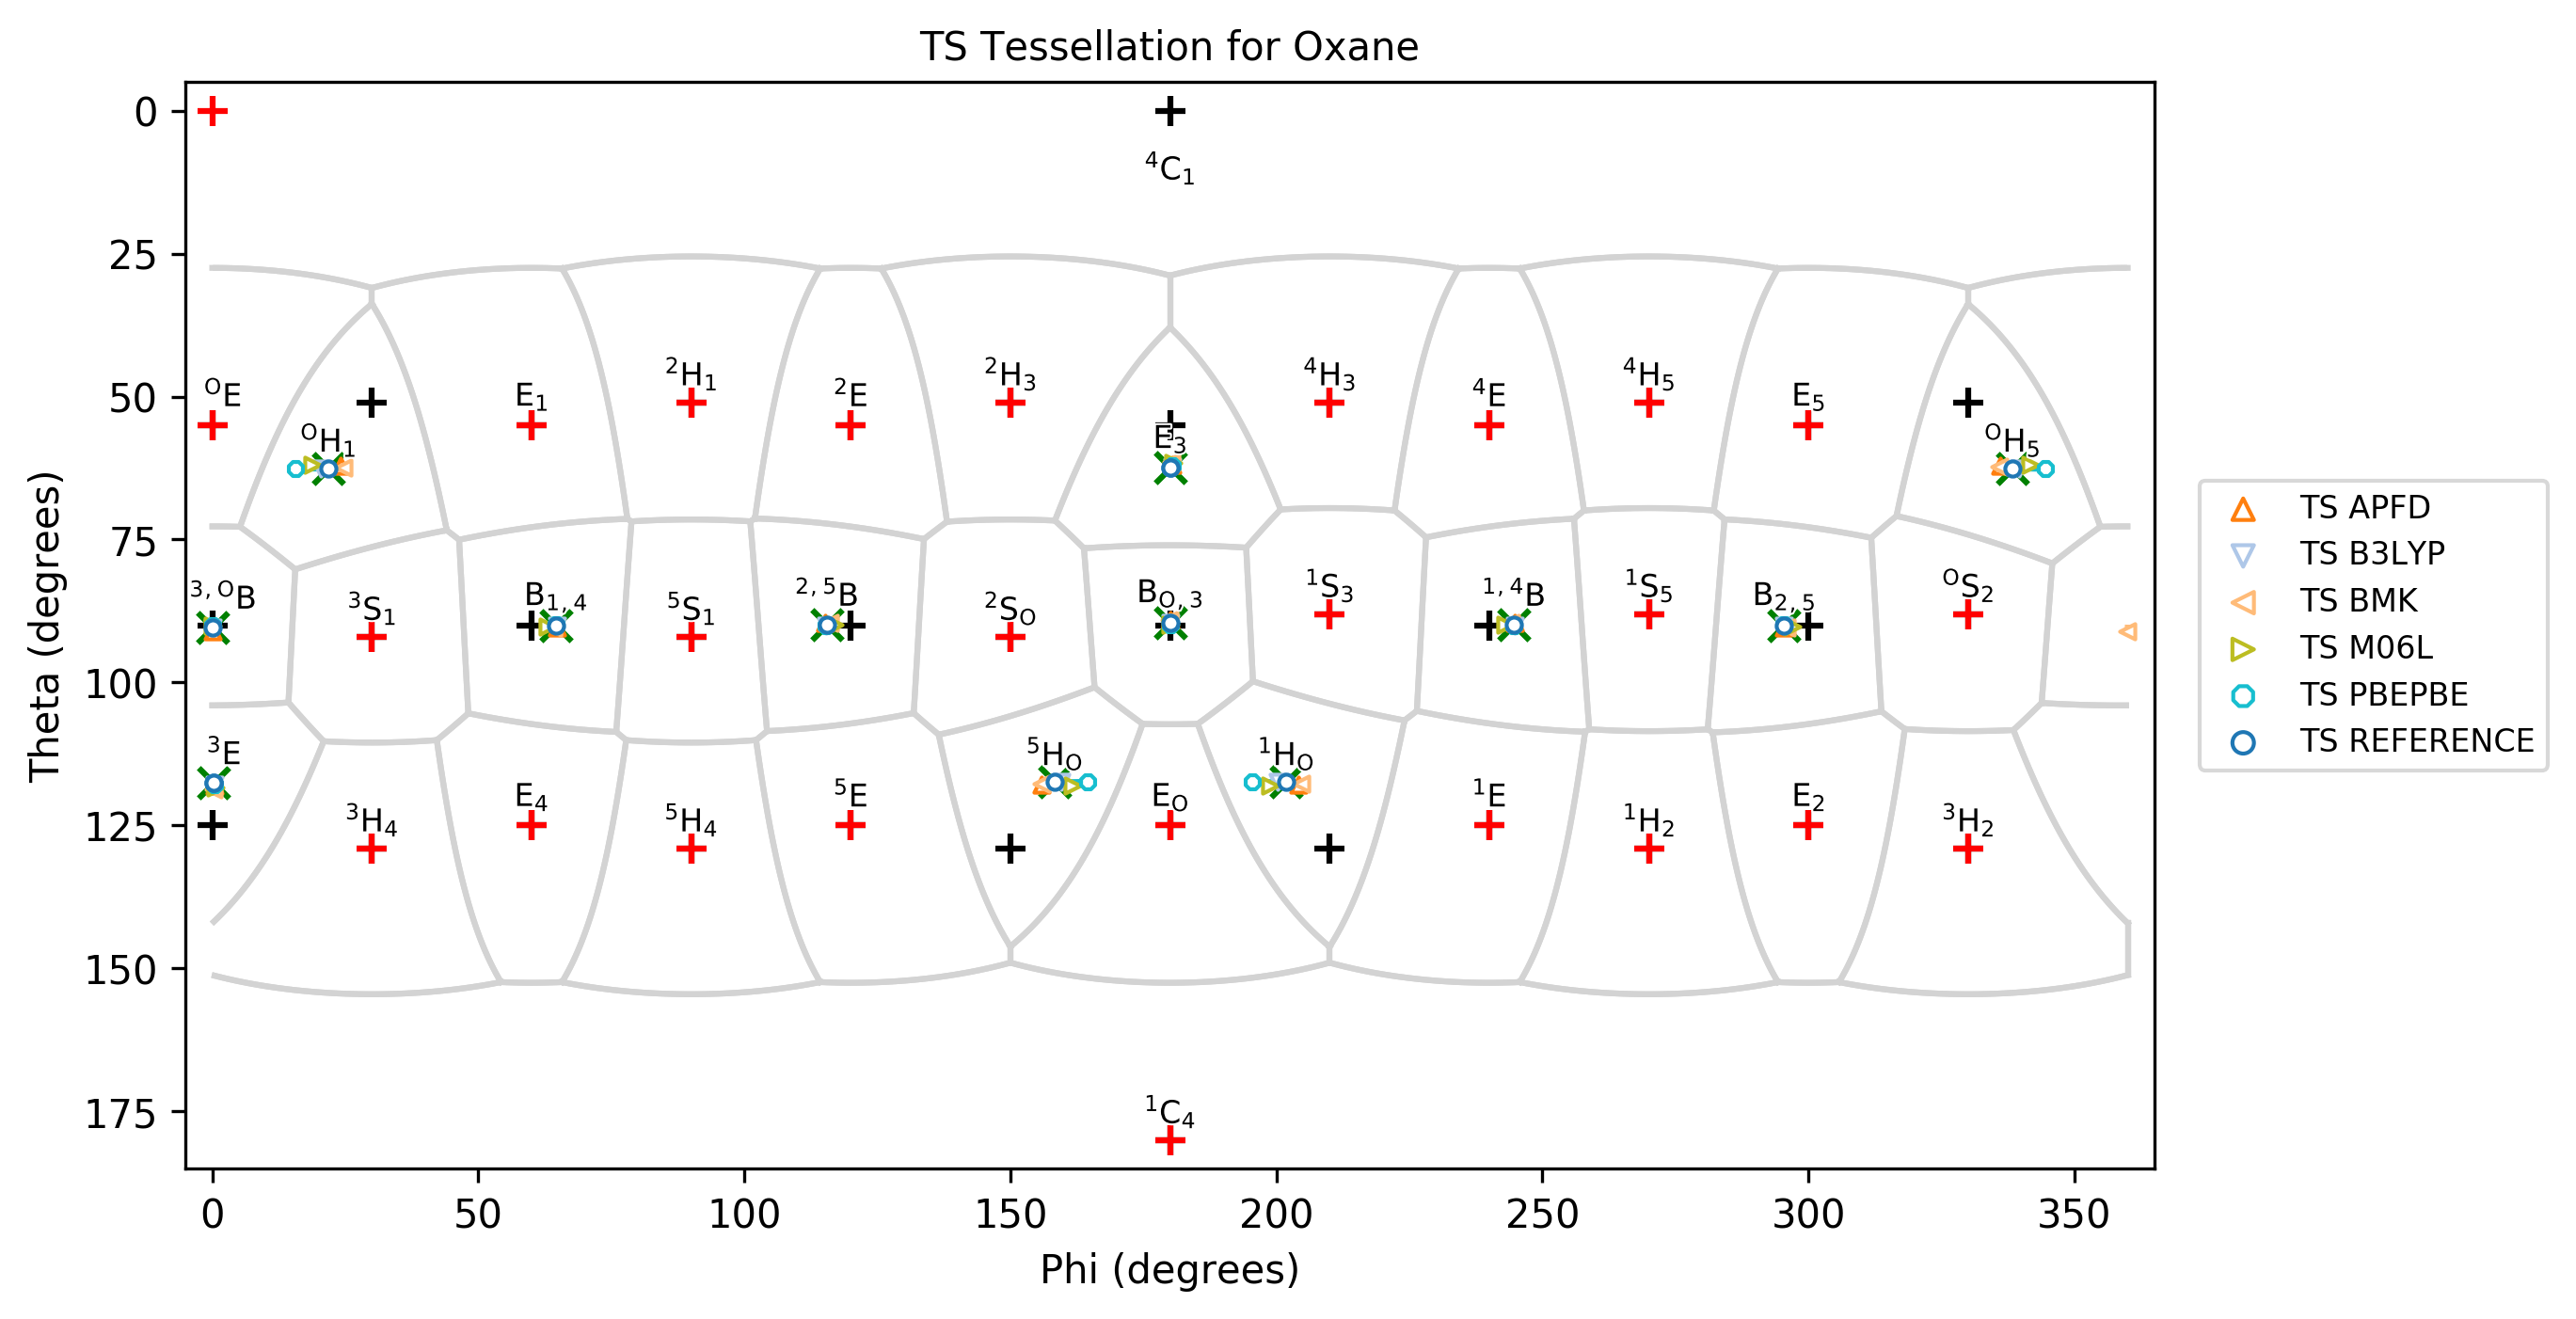 TS Tessellation for Oxane
0
25
50
75
100
125
150
175
Theta (degrees)
⁴C₁
ᴼE
ᴼH₁
E₁
²H₁
²E
²H₃
E₃
⁴H₃
⁴E
⁴H₅
E₅
ᴼH₅
³,ᴼB
³S₁
B₁,₄
⁵S₁
²,⁵B
²Sₒ
Bₒ,₃
¹S₃
¹,⁴B
¹S₅
B₂,₅
ᴼS₂
³E
³H₄
E₄
⁵H₄
⁵E
⁵Hₒ
Eₒ
¹Hₒ
¹E
¹H₂
E₂
³H₂
¹C₄
0 50 100 150 200 250 300 350
Phi (degrees)
TS APFD
TS B3LYP
TS BMK
TS M06L
TS PBEPBE
TS REFERENCE